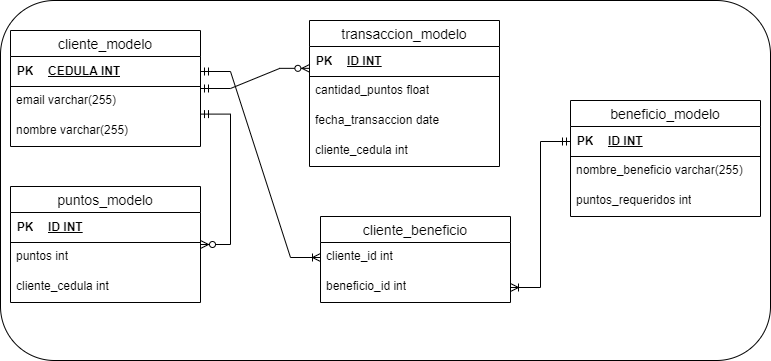 cliente_modelo
PK CEDULA INT
email varchar(255)
nombre varchar(255)
transaccion_modelo
PK ID INT
cantidad_puntos float
fecha_transaccion date
cliente_cedula int
beneficio_modelo
PK ID INT
nombre_beneficio varchar(255)
puntos_requeridos int
puntos_modelo
PK ID INT
puntos int
cliente_cedula int
cliente_beneficio
cliente_id int
beneficio_id int